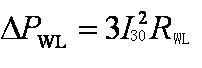 ΔP_WL = 3I_30^2 R_WL